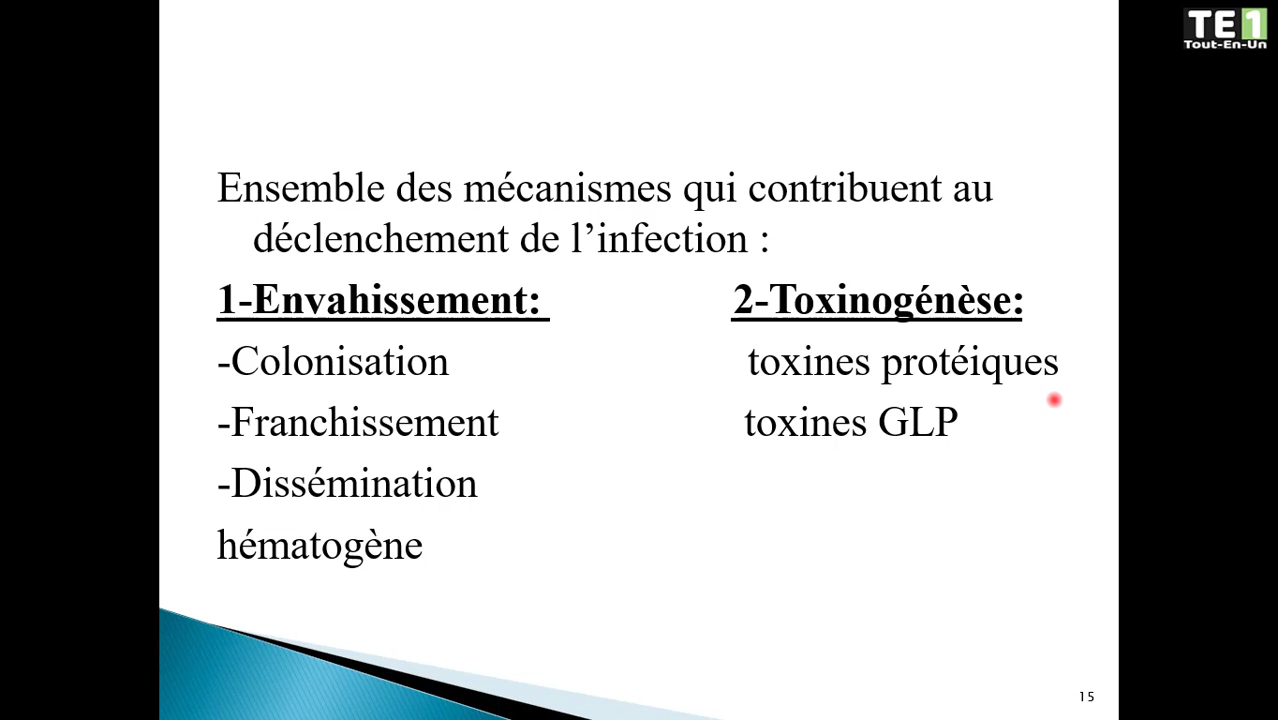 TE1
Tout-En-Un
Ensemble des mécanismes qui contribuent au
déclenchement de l’infection :
1-Envahissement: 2-Toxinogénèse:
-Colonisation toxines protéiques
-Franchissement toxines GLP
-Dissémination
hématogène
15